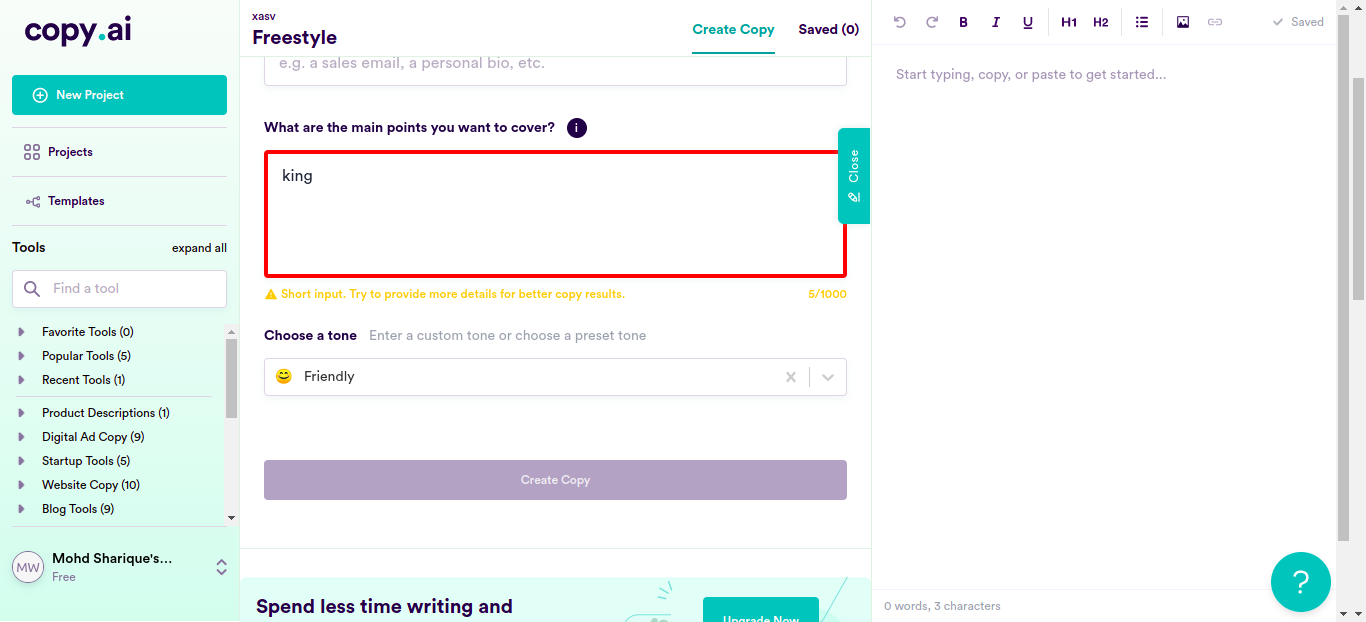 copy.ai
New Project
Projects
Templates
Tools
expand all
Find a tool
Favorite Tools (0)
Popular Tools (5)
Recent Tools (1)
Product Descriptions (1)
Digital Ad Copy (9)
Startup Tools (5)
Website Copy (10)
Blog Tools (9)
MW
Mohd Sharique's...
Free
xasv
Freestyle
Create Copy
Saved (0)
e.g. a sales email, a personal bio, etc.
What are the main points you want to cover?
i
king
Close
Short input. Try to provide more details for better copy results.
5/1000
Choose a tone
Enter a custom tone or choose a preset tone
Friendly
Create Copy
Spend less time writing and
Upgrade Now
B
I
U
H1
H2
Saved
Start typing, copy, or paste to get started...
0 words, 3 characters
?